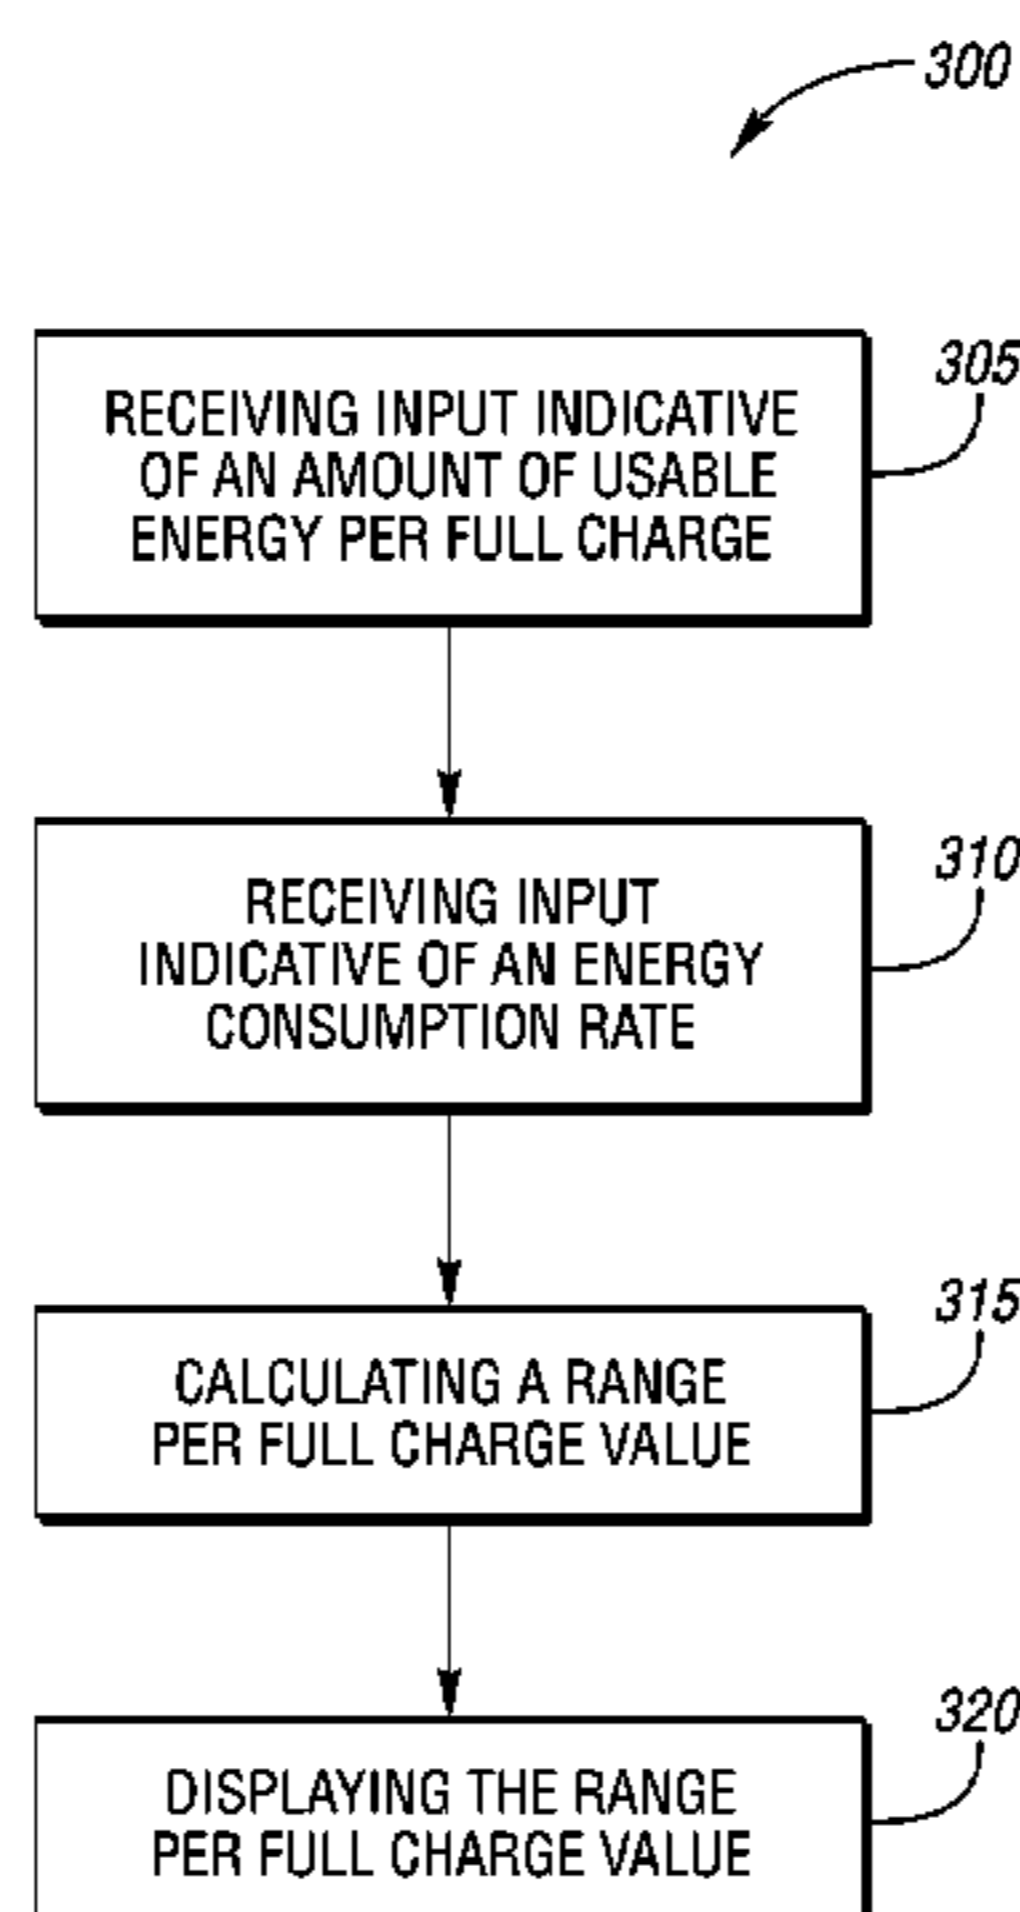 300
305
RECEIVING INPUT INDICATIVE
OF AN AMOUNT OF USABLE
ENERGY PER FULL CHARGE
310
RECEIVING INPUT
INDICATIVE OF AN ENERGY
CONSUMPTION RATE
315
CALCULATING A RANGE
PER FULL CHARGE VALUE
320
DISPLAYING THE RANGE
PER FULL CHARGE VALUE